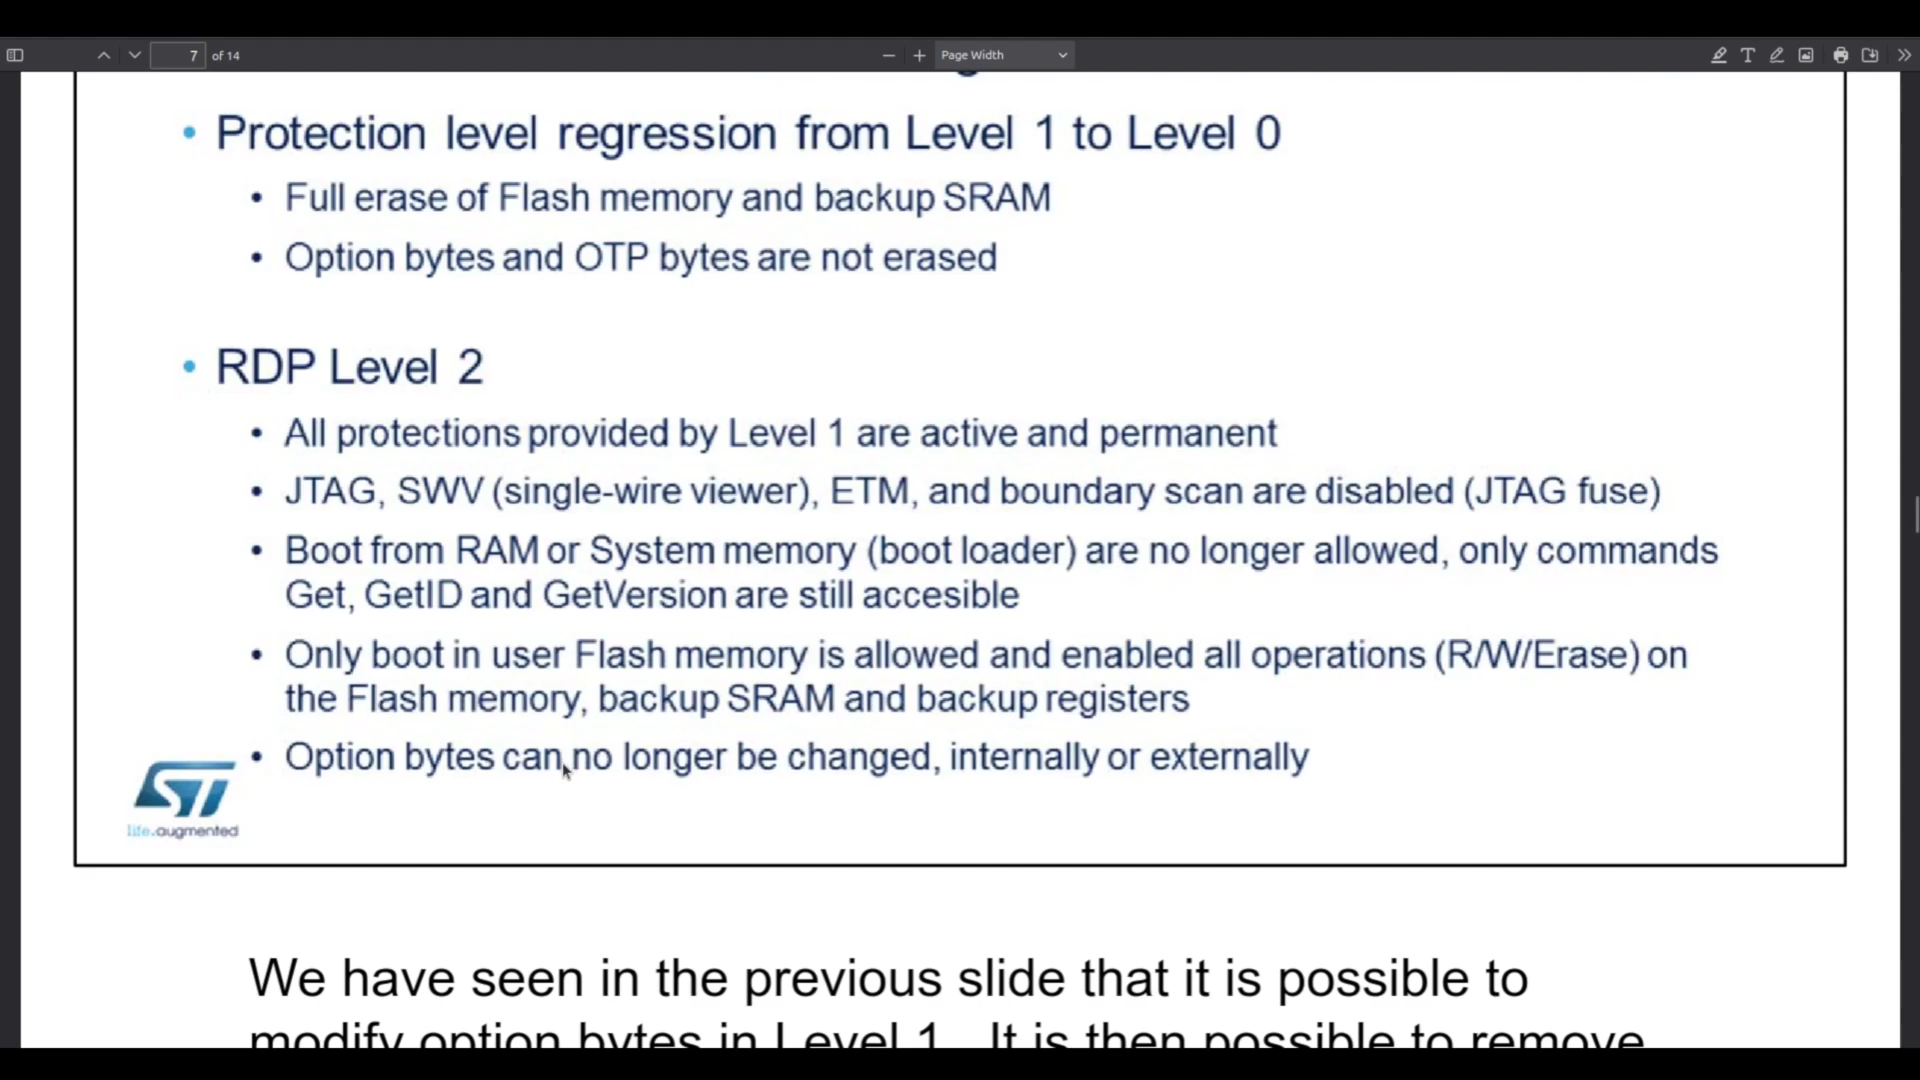 7 of 14 Page Width
Protection level regression from Level 1 to Level 0
Full erase of Flash memory and backup SRAM
Option bytes and OTP bytes are not erased
RDP Level 2
All protections provided by Level 1 are active and permanent
JTAG, SWV (single-wire viewer), ETM, and boundary scan are disabled (JTAG fuse)
Boot from RAM or System memory (boot loader) are no longer allowed, only commands
Get, GetID and GetVersion are still accesible
Only boot in user Flash memory is allowed and enabled all operations (R/W/Erase) on
the Flash memory, backup SRAM and backup registers
Option bytes can no longer be changed, internally or externally
ST
life.augmented
We have seen in the previous slide that it is possible to
modify option bytes in Level 1. It is then possible to remove